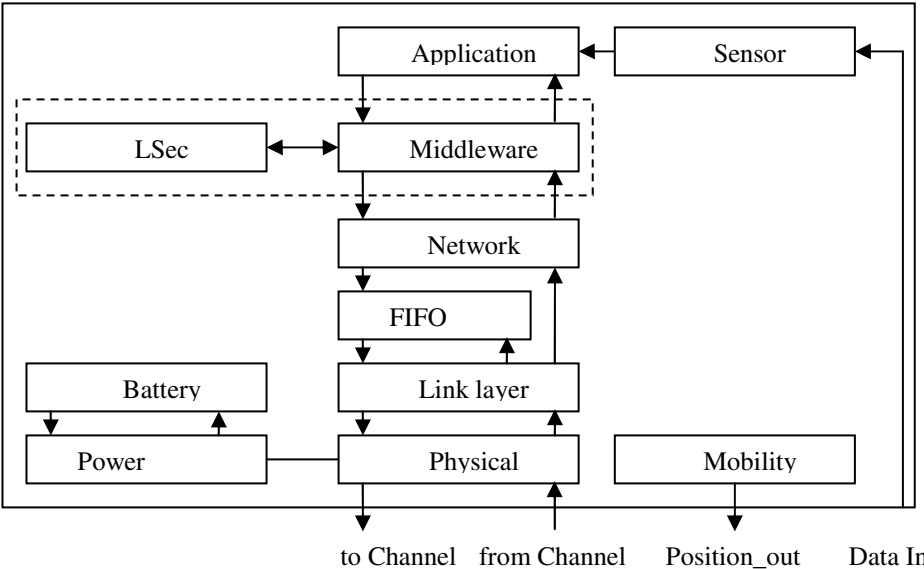 Application
Sensor
LSec
Middleware
Network
FIFO
Battery
Link layer
Power
Physical
Mobility
to Channel
from Channel
Position_out
Data In